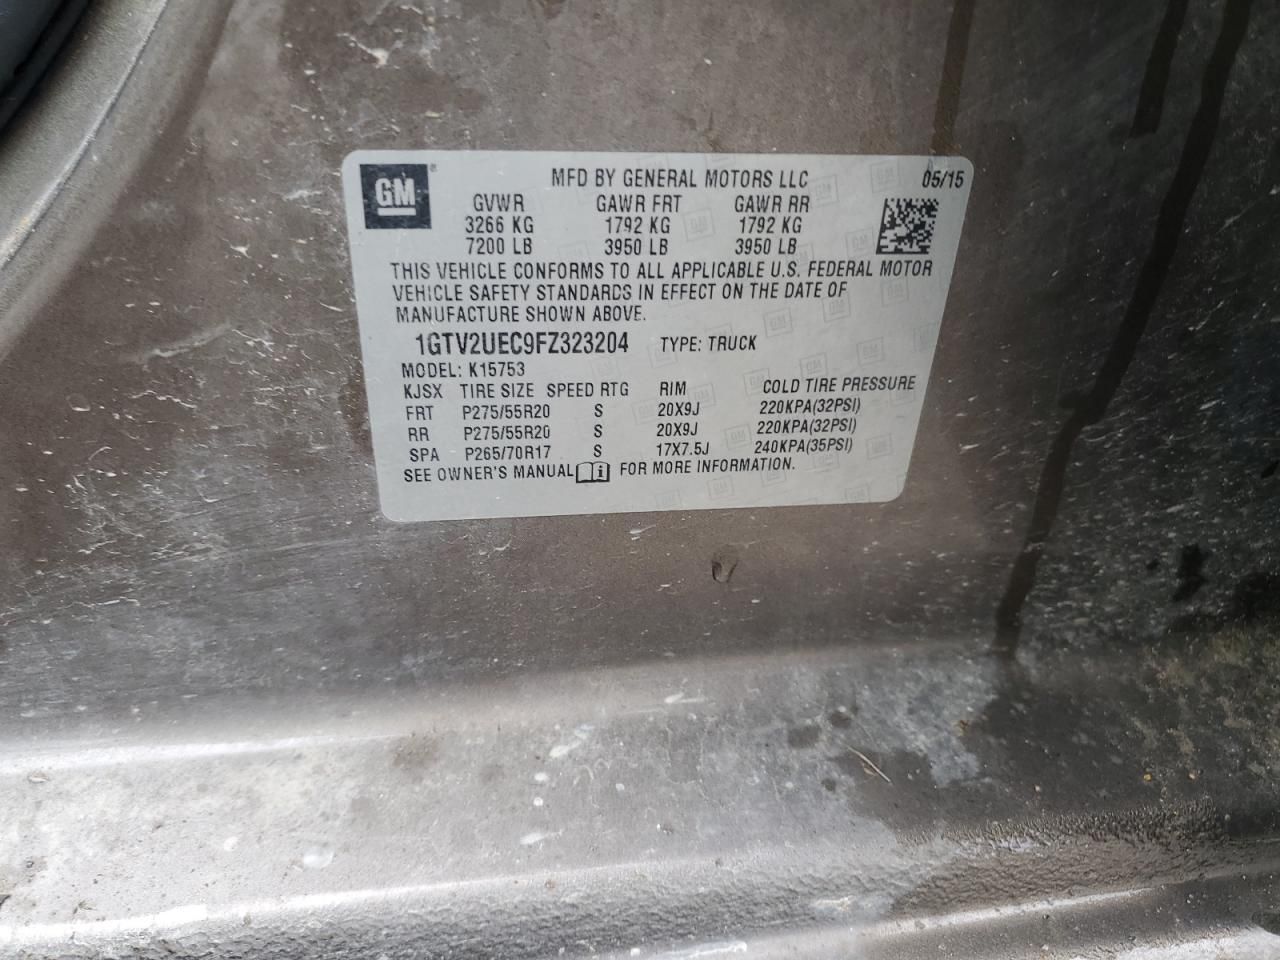 GM ® MFD BY GENERAL MOTORS LLC 05/15
GVWR GAWR FRT GAWR RR
3266 KG 1792 KG 1792 KG
7200 LB 3950 LB 3950 LB
THIS VEHICLE CONFORMS TO ALL APPLICABLE U.S. FEDERAL MOTOR
VEHICLE SAFETY STANDARDS IN EFFECT ON THE DATE OF
MANUFACTURE SHOWN ABOVE.
1GTV2UEC9FZ323204 TYPE: TRUCK
MODEL: K15753
KJSX TIRE SIZE SPEED RTG RIM COLD TIRE PRESSURE
FRT P275/55R20 S 20X9J 220KPA(32PSI)
RR P275/55R20 S 20X9J 220KPA(32PSI)
SPA P265/70R17 S 17X7.5J 240KPA(35PSI)
SEE OWNER'S MANUAL i FOR MORE INFORMATION.